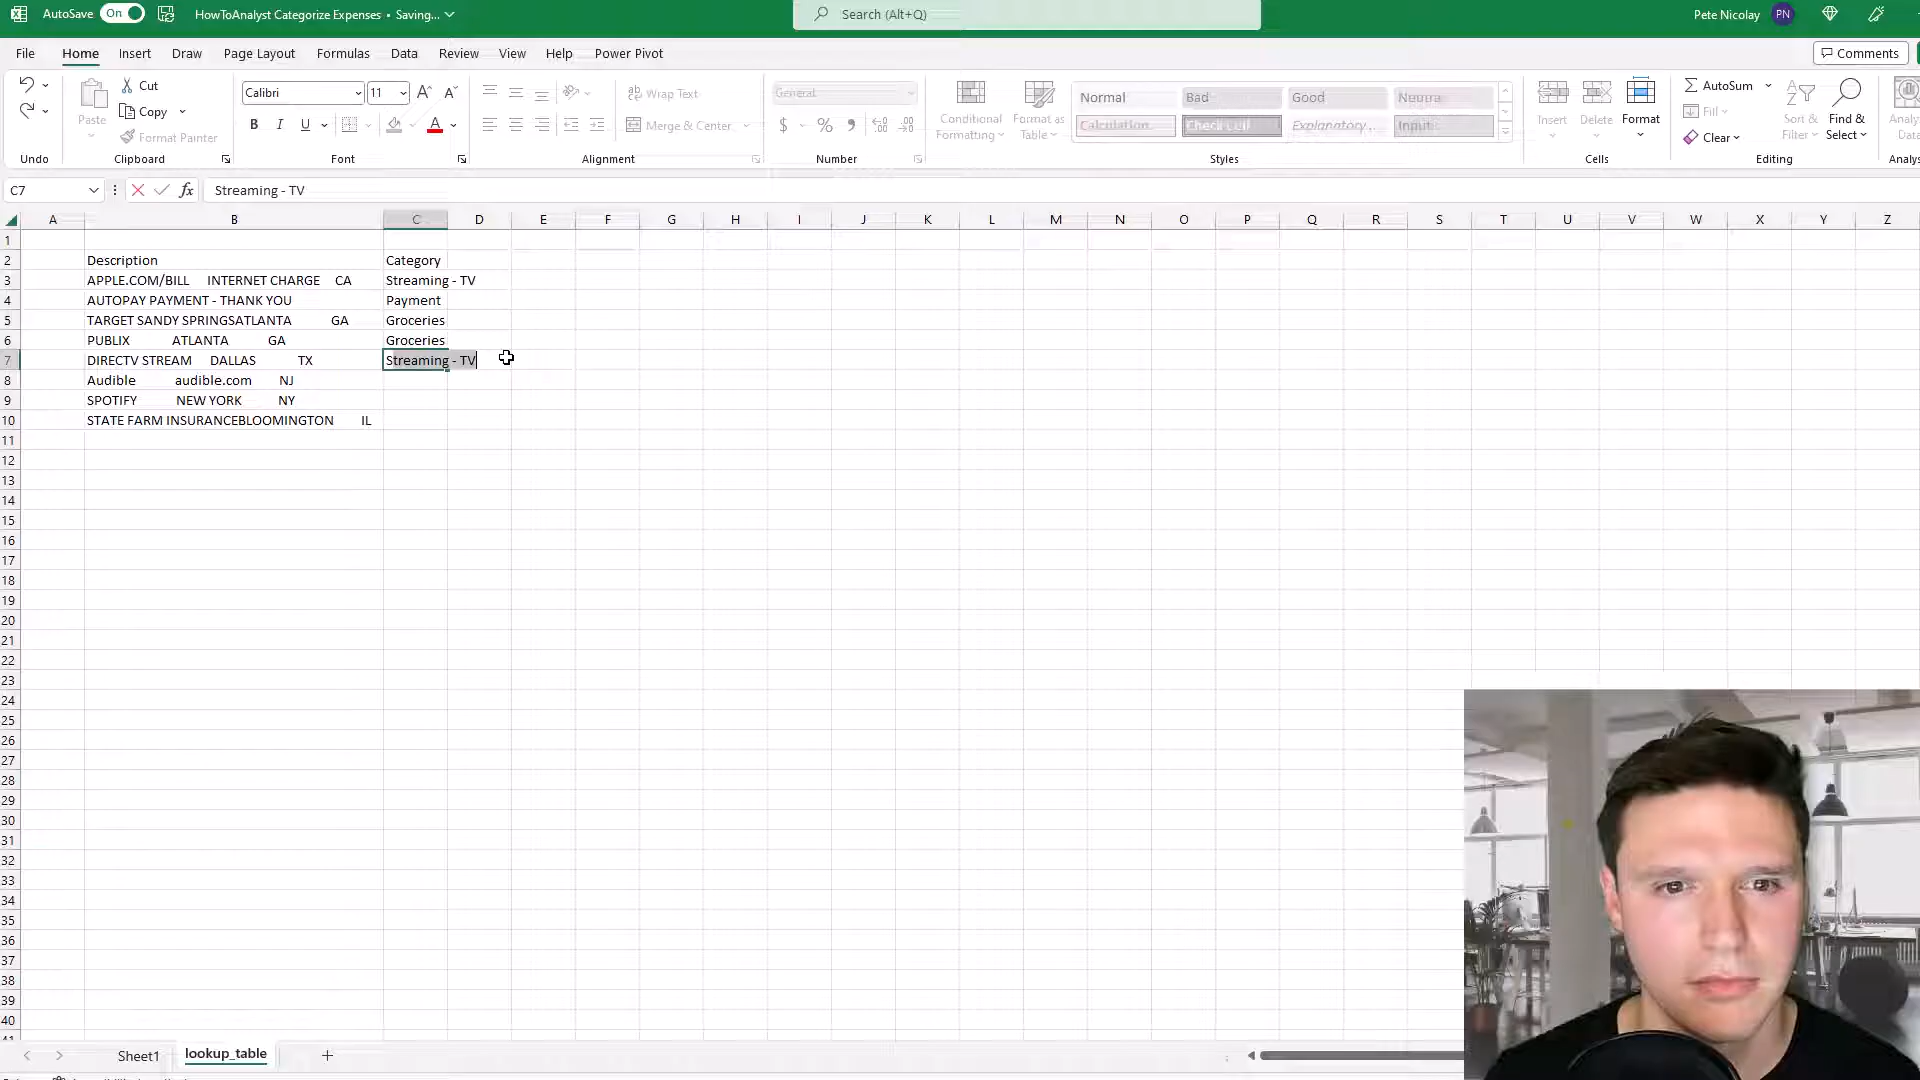 AutoSave On HowToAnalyst Categorize Expenses • Saving... Search (Alt+Q) Pete Nicolay PN
File Home Insert Draw Page Layout Formulas Data Review View Help Power Pivot Comments
Cut Calibri 11 Wrap Text General Normal Bad Good AutoSum
Paste Copy Conditional Formatting Format as Table Insert Delete Format Fill Sort & Filter Find & Select
Format Painter B I U Merge & Center $ % Calculation Check Cell Explanatory... Input Clear
Undo Clipboard Font Alignment Number Styles Cells Editing
C7 fx Streaming - TV
A B C D E F G H I J K L M N O P Q R S T U V W X Y Z
1
2 Description Category
3 APPLE.COM/BILL INTERNET CHARGE CA Streaming - TV
4 AUTOPAY PAYMENT - THANK YOU Payment
5 TARGET SANDY SPRINGSATLANTA GA Groceries
6 PUBLIX ATLANTA GA Groceries
7 DIRECTV STREAM DALLAS TX Streaming - TV
8 Audible audible.com NJ
9 SPOTIFY NEW YORK NY
10 STATE FARM INSURANCEBLOOMINGTON IL
11
12
13
14
15
16
17
18
19
20
21
22
23
24
25
26
27
28
29
30
31
32
33
34
35
36
37
38
39
40
Sheet1 lookup_table